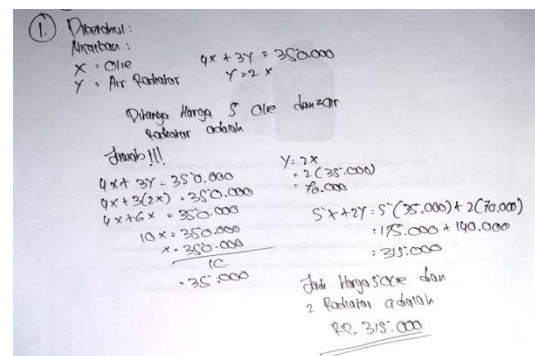 1. Diketahui :
Misalkan :
X = Olie
Y = Air Radiator
4x + 3y = 350.000
Y = 2 x
Ditanya Harga 5 Olie dan 2 air
Radiator adalah
Jawab !!!
4x + 3y = 350.000
4x + 3(2x) = 350.000
4x + 6x = 350.000
10x = 350.000
x = 350.000
10
= 35.000
Y = 2x
= 2 (35.000)
= 70.000
5x + 2y = 5 (35.000) + 2 (70.000)
= 175.000 + 140.000
= 315.000
Jadi Harga 5 Olie dan
2 Radiator adalah
Rp. 315.000